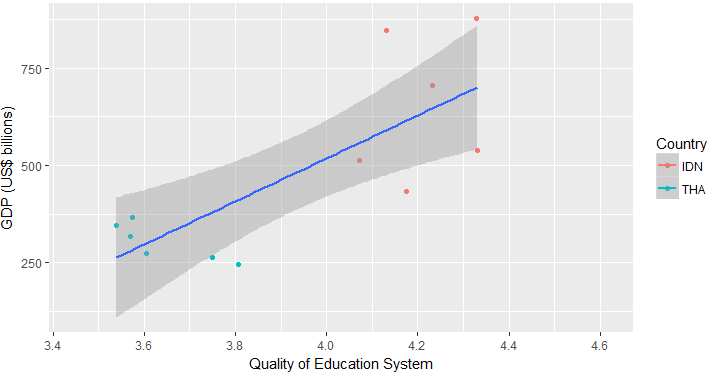 GDP (US$ billions)
750
500
250
3.4 3.6 3.8 4.0 4.2 4.4 4.6
Quality of Education System
Country
IDN
THA